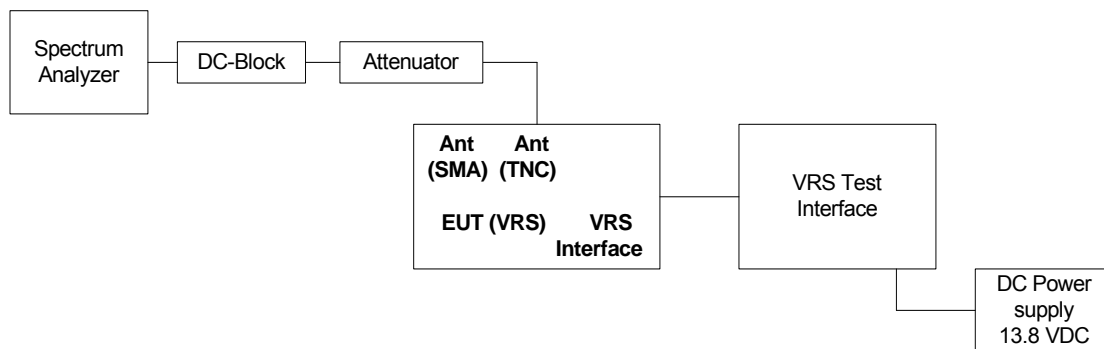 Spectrum
Analyzer
DC-Block
Attenuator
Ant Ant
(SMA) (TNC)
EUT (VRS) VRS
Interface
VRS Test
Interface
DC Power
supply
13.8 VDC